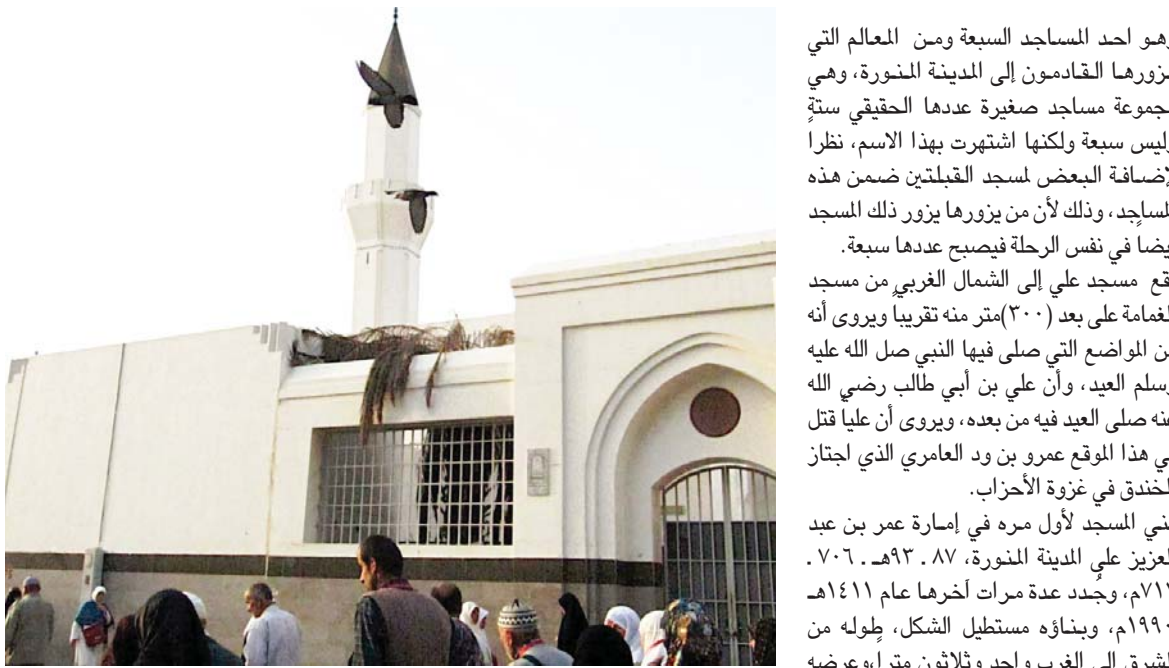 وهو احد المساجد السبعة ومن المعالم التي
يزورها القادمون إلى المدينة المنورة، وهي
مجموعة مساجد صغيرة عددها الحقيقي ستةٍ
وليس سبعة ولكنها اشتهرت بهذا الاسم، نظرا
لإضافة البعض لمسجد القبلتين ضمن هذه
المساجد، وذلك لأن من يزورها يزور ذلك المسجد
أيضا في نفس الرحلة فيصبح عددها سبعة.
يقع مسجد علي إلى الشمال الغربي من مسجد
الغمامة على بعد (٣٠٠)متر منه تقريباً ويروى أنه
من المواضع التي صلى فيها النبي صل الله عليه
وسلم العيد، وأن علي بن أبي طالب رضي الله
عنه صلى العيد فيه من بعده، ويروى أن علياً قتل
في هذا الموقع عمرو بن ود العامري الذي اجتاز
الخندق في غزوة الأحزاب.
بني المسجد لأول مره في إمارة عمر بن عبد
العزيز على المدينة المنورة، ٨٧ . ٩٣هـ . ٧٠٦ .
٧١١م، وجُدد عدة مرات آخرها عام ١٤١١هـ
١٩٩٠م، وبناؤه مستطيل الشكل، طوله من
الشرق إلى الغرب واحد وثلاثون متراً،وعرضه